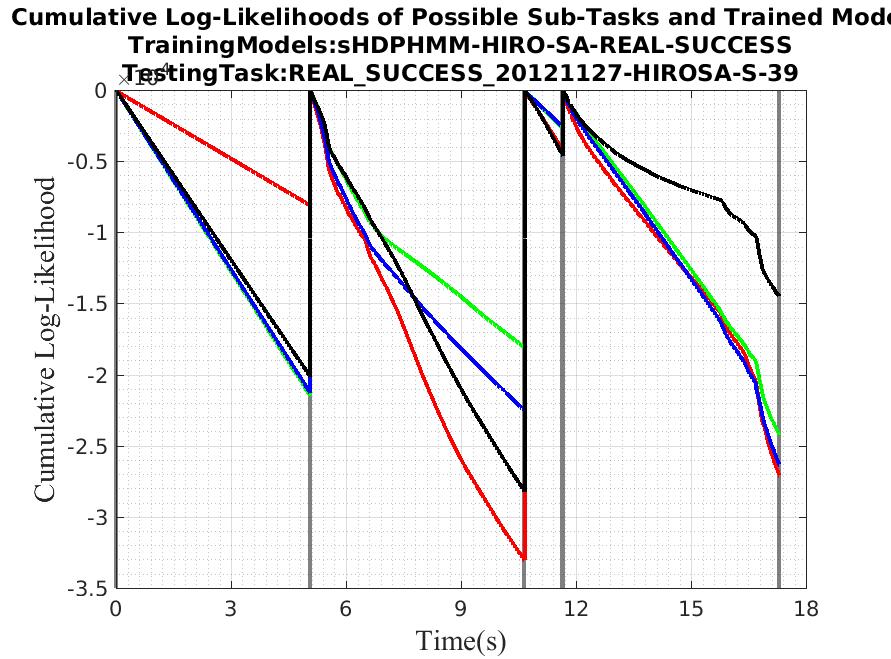 Cumulative Log-Likelihoods of Possible Sub-Tasks and Trained Mode
TrainingModels:sHDPHMM-HIRO-SA-REAL-SUCCESS
TestingTask:REAL_SUCCESS_20121127-HIROSA-S-39
×10⁴
0
-0.5
-1
-1.5
-2
-2.5
-3
-3.5
Cumulative Log-Likelihood
0 3 6 9 12 15 18
Time(s)